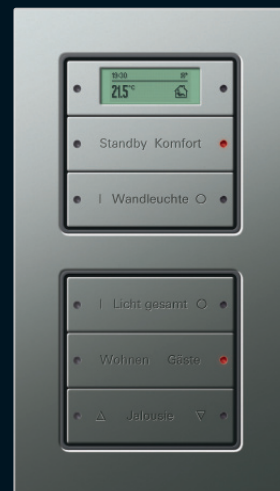 19:30
21.5°C
Standby Komfort
I Wandleuchte O
I Licht gesamt O
Wohnen Gäste
△ Jalousie ▽